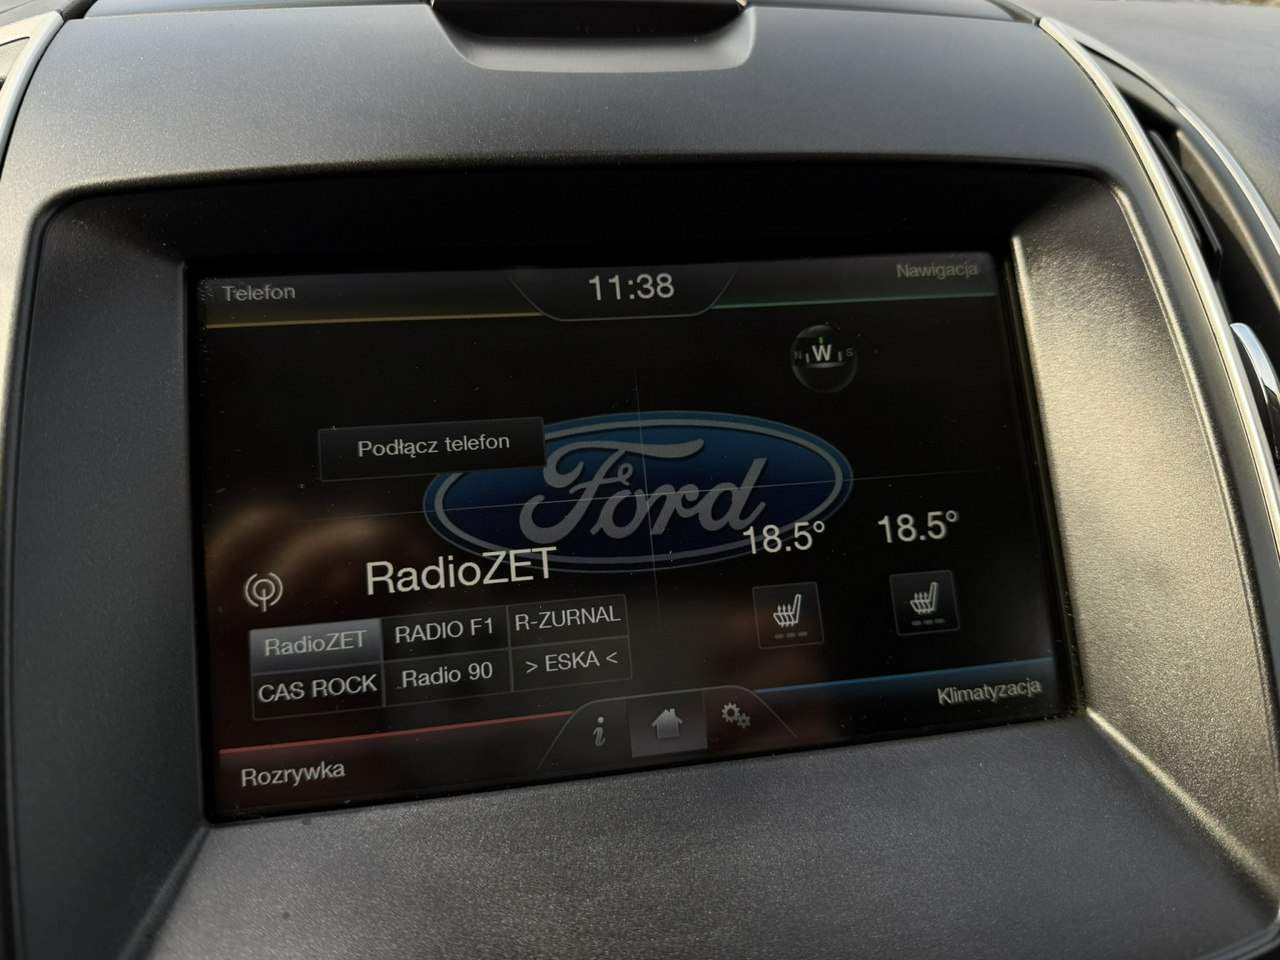 Telefon
11:38
Nawigacja
N W S
Podłącz telefon
Ford
18.5° 18.5°
RadioZET
RadioZET RADIO F1 R-ZURNAL
CAS ROCK Radio 90 > ESKA <
i
Klimatyzacja
Rozrywka